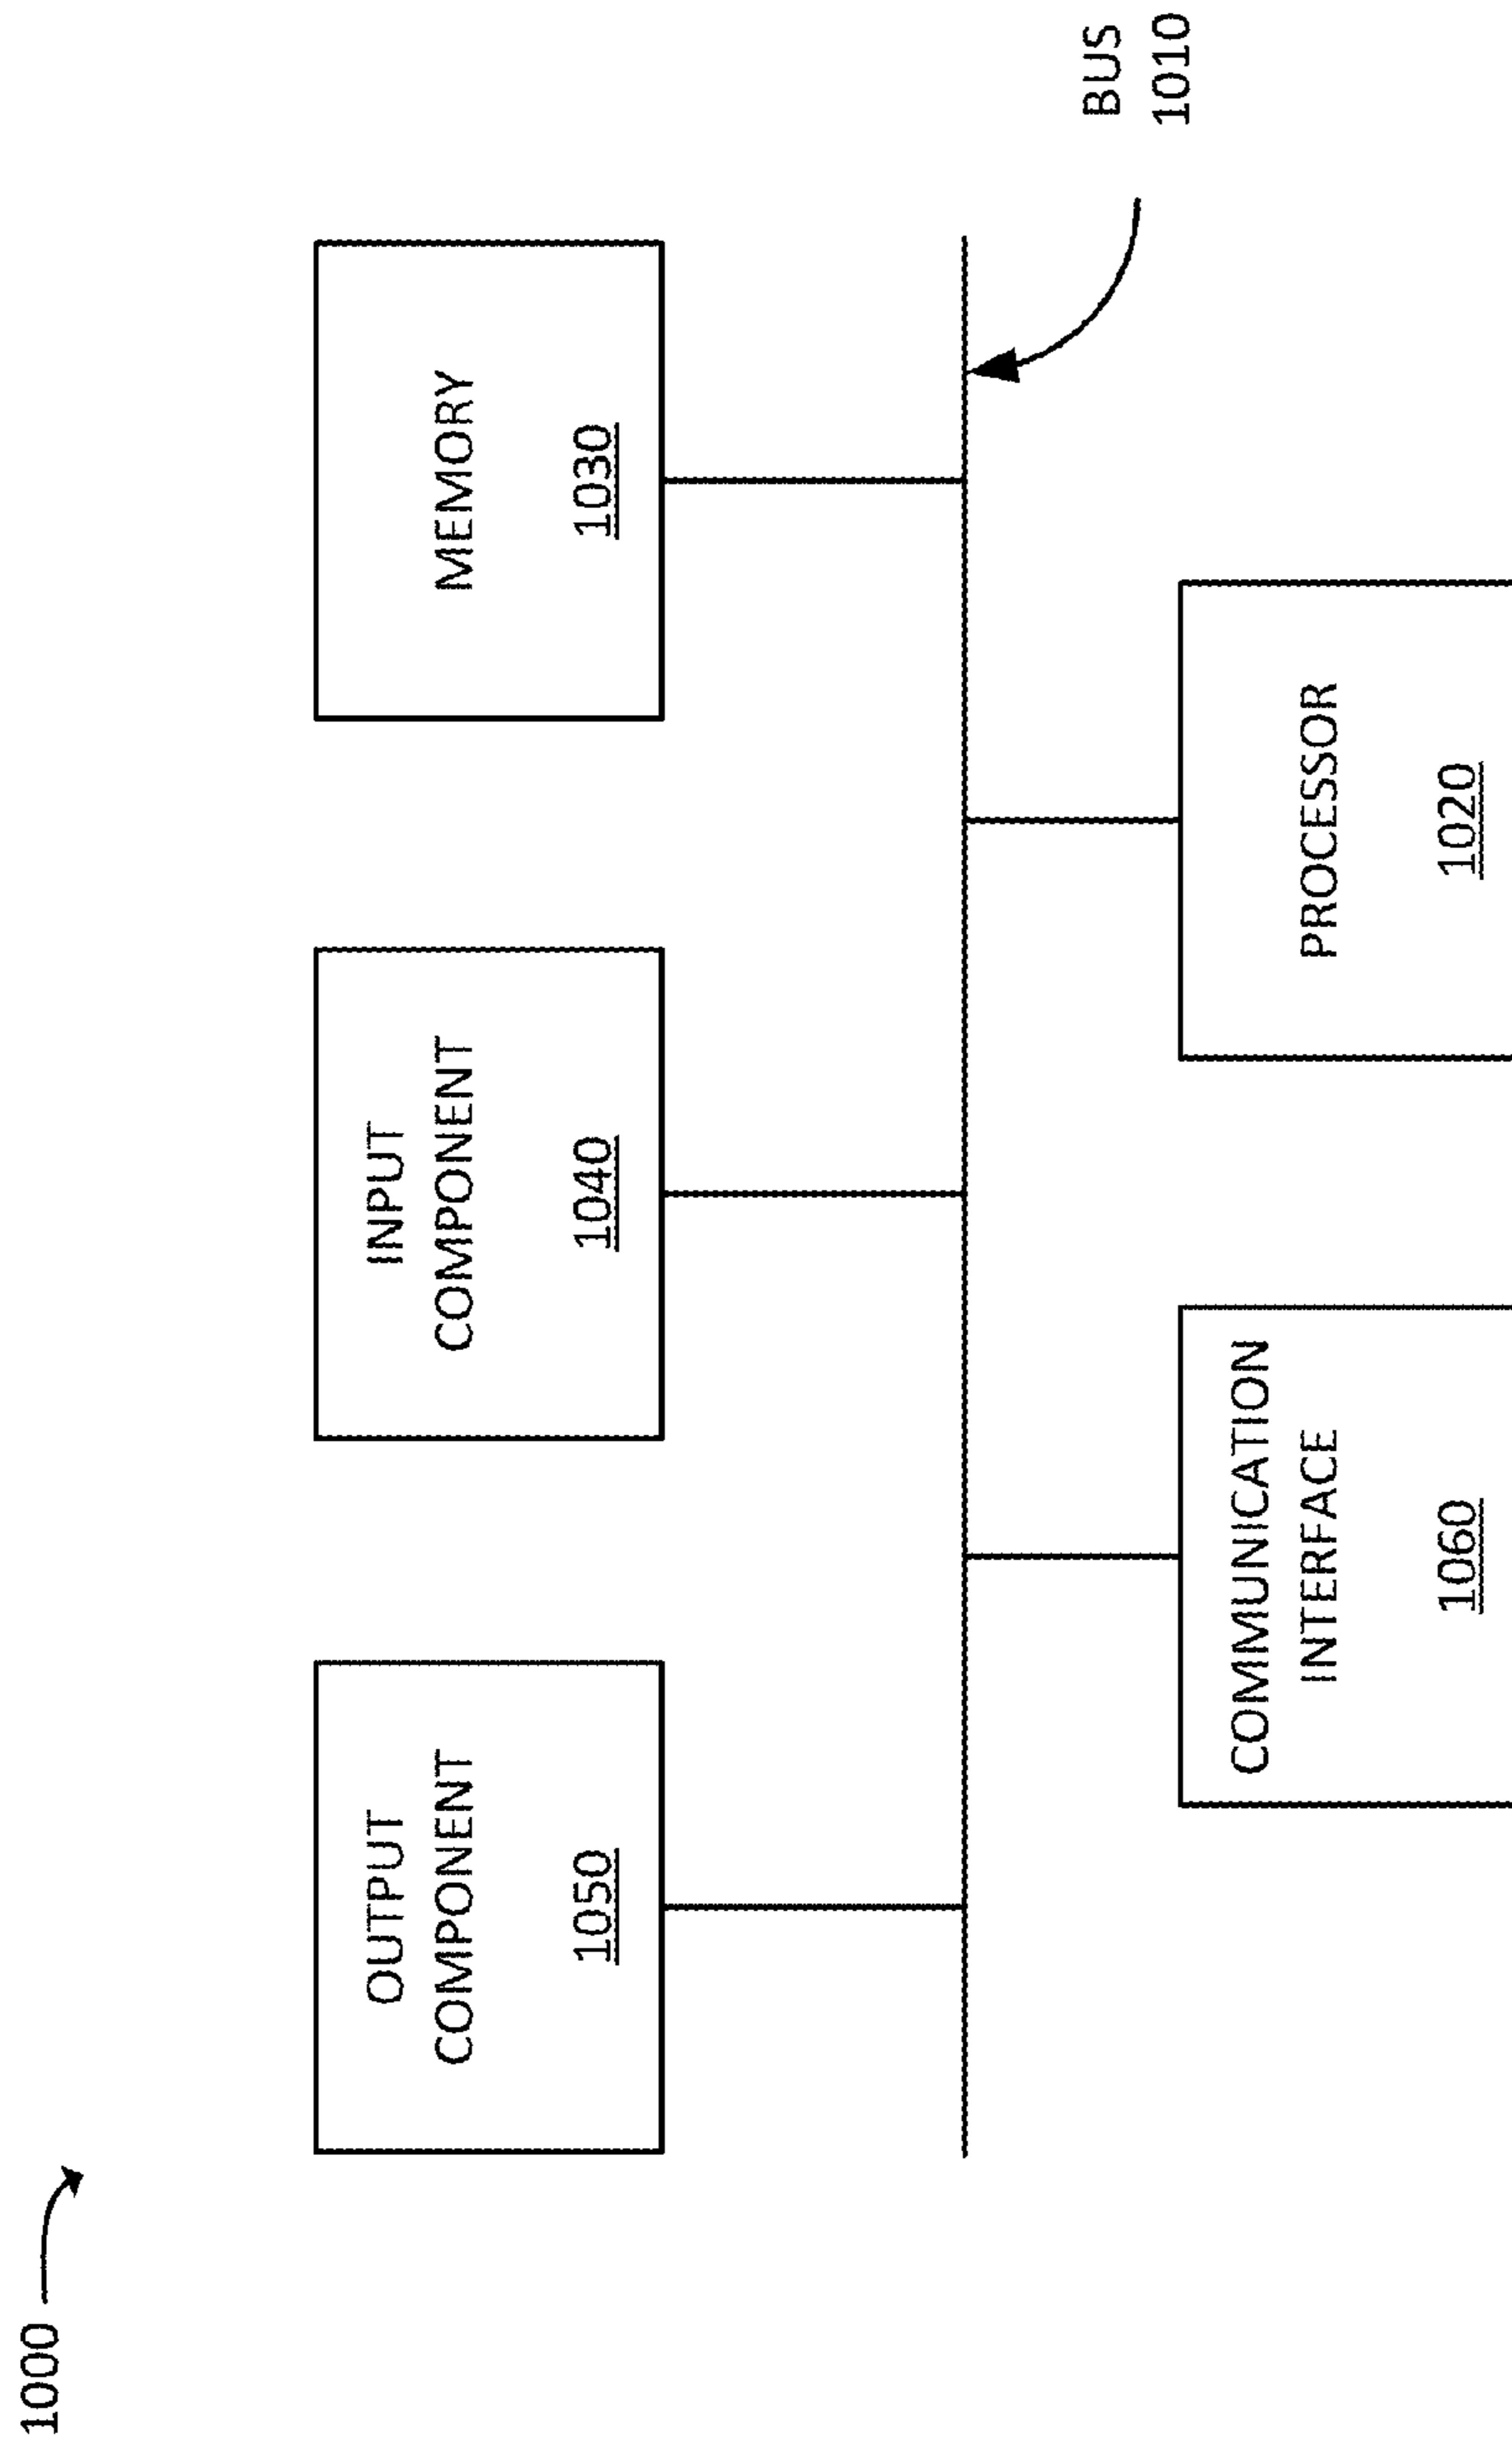 1000
OUTPUT
COMPONENT
1050
INPUT
COMPONENT
1040
MEMORY
1030
BUS
1010
COMMUNICATION
INTERFACE
1060
PROCESSOR
1020